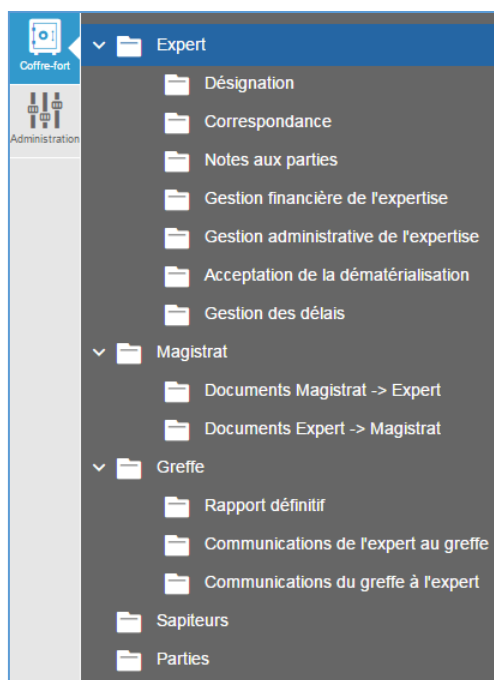 Coffre-fort
Administration
Expert
Désignation
Correspondance
Notes aux parties
Gestion financière de l'expertise
Gestion administrative de l'expertise
Acceptation de la dématérialisation
Gestion des délais
Magistrat
Documents Magistrat -> Expert
Documents Expert -> Magistrat
Greffe
Rapport définitif
Communications de l'expert au greffe
Communications du greffe à l'expert
Sapiteurs
Parties